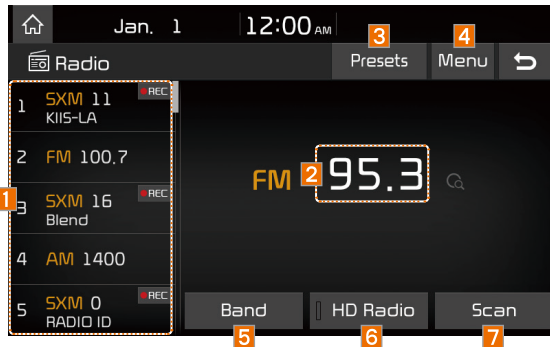 Jan. 1 12:00 AM
3 4
Radio Presets Menu
1 SXM 11 REC
KIIS-LA
2 FM 100.7
FM 2 95.3
1
3 SXM 16 REC
Blend
4 AM 1400
5 SXM 0 REC
RADIO ID
Band HD Radio Scan
5 6 7